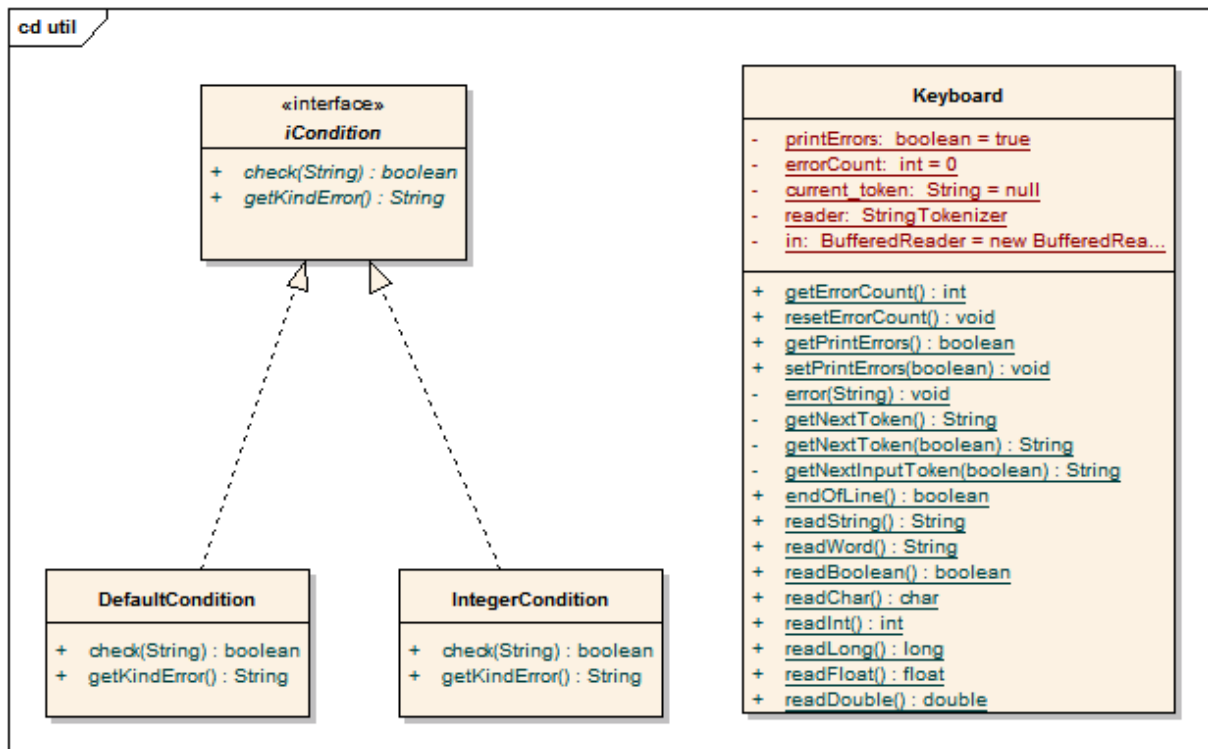 cd util
«interface»
iCondition
+ check(String) : boolean
+ getKindError() : String
DefaultCondition
+ check(String) : boolean
+ getKindError() : String
IntegerCondition
+ check(String) : boolean
+ getKindError() : String
Keyboard
- printErrors: boolean = true
- errorCount: int = 0
- current_token: String = null
- reader: StringTokenizer
- in: BufferedReader = new BufferedRea...
+ getErrorCount() : int
+ resetErrorCount() : void
+ getPrintErrors() : boolean
+ setPrintErrors(boolean) : void
- error(String) : void
- getNextToken() : String
- getNextToken(boolean) : String
- getNextInputToken(boolean) : String
+ endOfLine() : boolean
+ readString() : String
+ readWord() : String
+ readBoolean() : boolean
+ readChar() : char
+ readInt() : int
+ readLong() : long
+ readFloat() : float
+ readDouble() : double